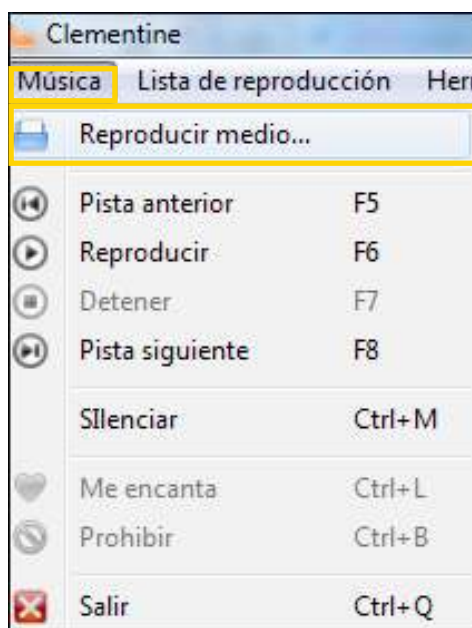 Clementine
Música Lista de reproducción
Reproducir medio...
Pista anterior F5
Reproducir F6
Detener F7
Pista siguiente F8
SIlenciar Ctrl+M
Me encanta Ctrl+L
Prohibir Ctrl+B
Salir Ctrl+Q